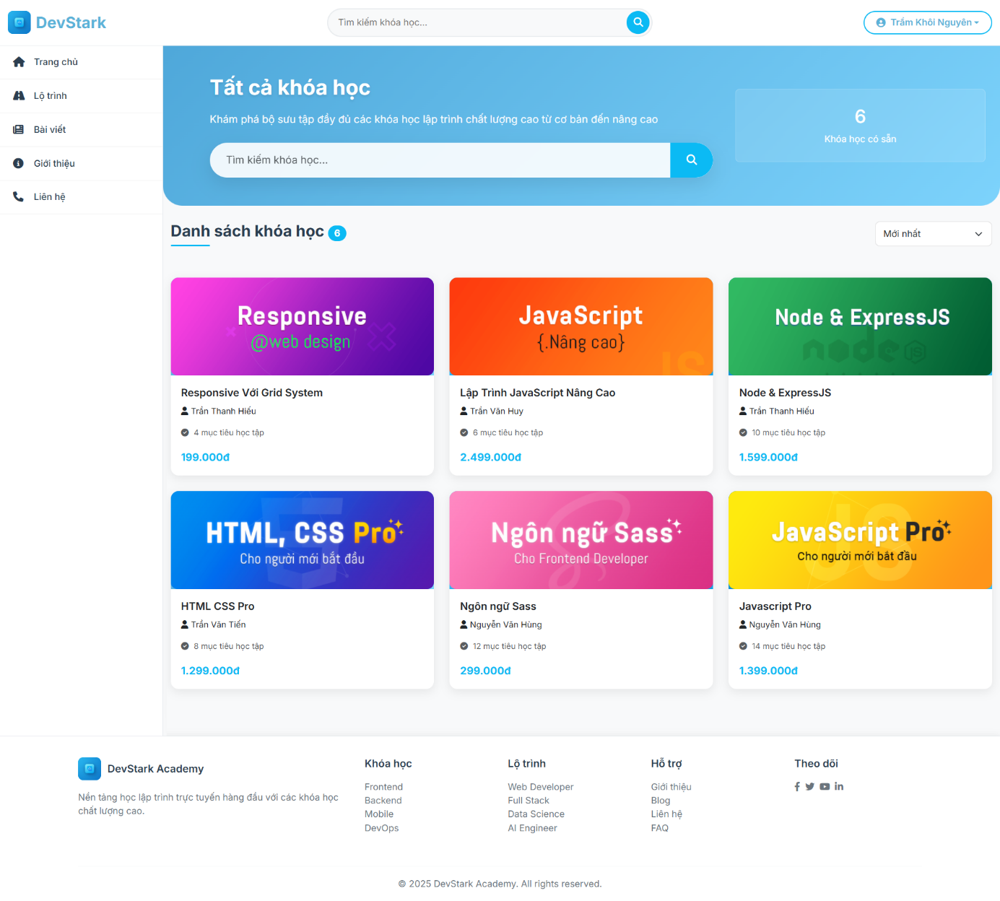 DevStark
Tìm kiếm khóa học...
Trầm Khôi Nguyên
Trang chủ
Lộ trình
Bài viết
Giới thiệu
Liên hệ
Tất cả khóa học
Khám phá bộ sưu tập đầy đủ các khóa học lập trình chất lượng cao từ cơ bản đến nâng cao
Tìm kiếm khóa học...
6
Khóa học có sẵn
Danh sách khóa học 6
Mới nhất
Responsive
@web design
Responsive Với Grid System
Trần Thanh Hiếu
4 mục tiêu học tập
199.000đ
JavaScript
{.Nâng cao}
JS
Lập Trình JavaScript Nâng Cao
Trần Văn Huy
6 mục tiêu học tập
2.499.000đ
Node & ExpressJS
node JS
Node & ExpressJS
Trần Thanh Hiếu
10 mục tiêu học tập
1.599.000đ
HTML, CSS Pro
Cho người mới bắt đầu
HTML CSS Pro
Trần Văn Tiến
8 mục tiêu học tập
1.299.000đ
Ngôn ngữ Sass
Cho Frontend Developer
Ngôn ngữ Sass
Nguyễn Văn Hùng
12 mục tiêu học tập
299.000đ
JS
JavaScript Pro
Cho người mới bắt đầu
Javascript Pro
Nguyễn Văn Hùng
14 mục tiêu học tập
1.399.000đ
DevStark Academy
Nền tảng học lập trình trực tuyến hàng đầu với các khóa học
chất lượng cao.
Khóa học
Frontend
Backend
Mobile
DevOps
Lộ trình
Web Developer
Full Stack
Data Science
AI Engineer
Hỗ trợ
Giới thiệu
Blog
Liên hệ
FAQ
Theo dõi
© 2025 DevStark Academy. All rights reserved.